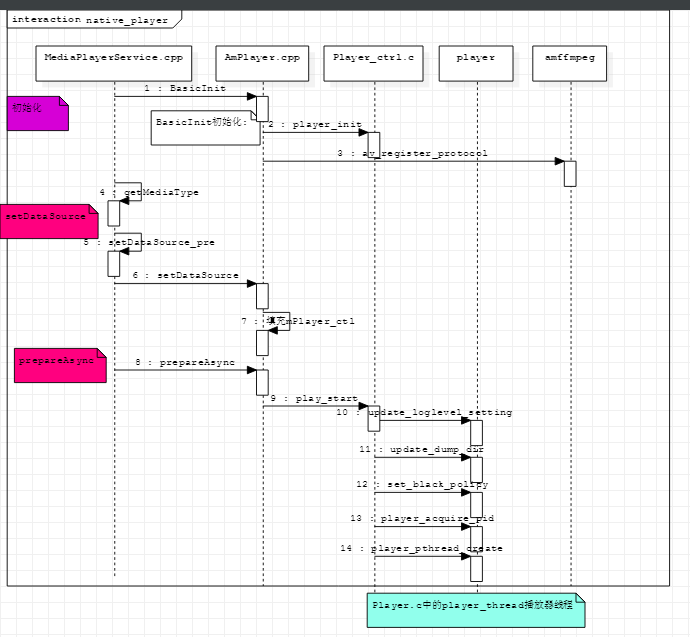 interaction native_player
MediaPlayerService.cpp
AmPlayer.cpp
Player_ctrl.c
player
amffmpeg
1 : BasicInit
初始化
BasicInit初始化:
2 : player_init
3 : av_register_protocol
4 : getMediaType
setDataSource
5 : setDataSource_pre
6 : setDataSource
7 : 填充mPlayer_ctl
prepareAsync
8 : prepareAsync
9 : play_start
10 : update_loglevel_setting
11 : update_dump_dir
12 : set_black_policy
13 : player_acquire_pid
14 : player_pthread_create
Player.c中的player_thread播放器线程